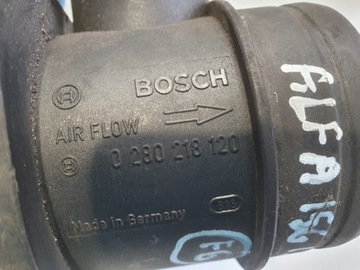 BOSCH
AIR FLOW
0 280 218 120
Made in Germany
ALFA